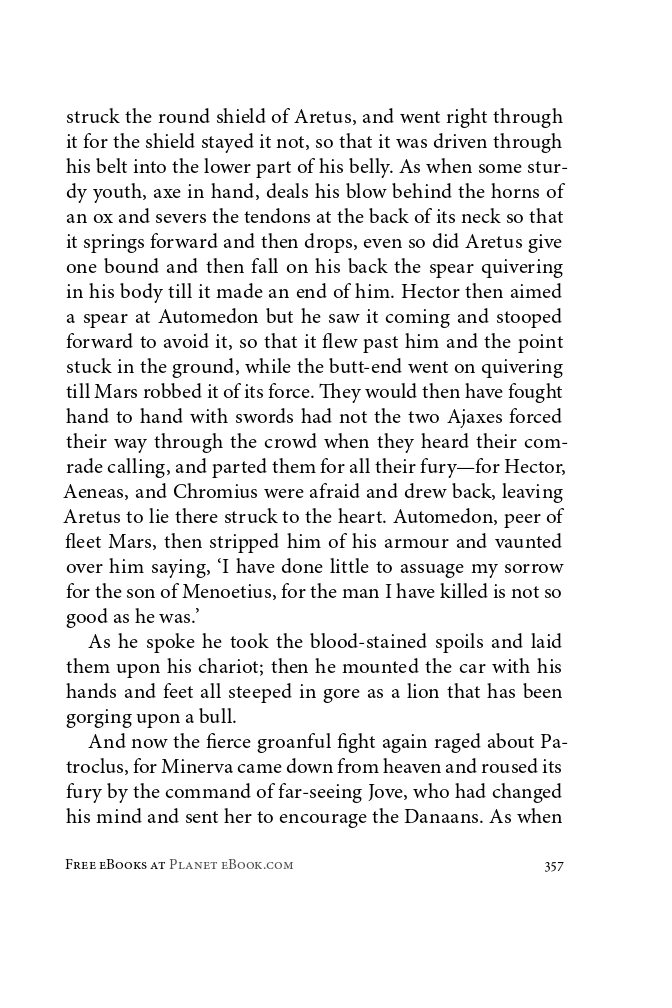 struck the round shield of Aretus, and went right through
it for the shield stayed it not, so that it was driven through
his belt into the lower part of his belly. As when some stur-
dy youth, axe in hand, deals his blow behind the horns of
an ox and severs the tendons at the back of its neck so that
it springs forward and then drops, even so did Aretus give
one bound and then fall on his back the spear quivering
in his body till it made an end of him. Hector then aimed
a spear at Automedon but he saw it coming and stooped
forward to avoid it, so that it flew past him and the point
stuck in the ground, while the butt-end went on quivering
till Mars robbed it of its force. They would then have fought
hand to hand with swords had not the two Ajaxes forced
their way through the crowd when they heard their com-
rade calling, and parted them for all their fury—for Hector,
Aeneas, and Chromius were afraid and drew back, leaving
Aretus to lie there struck to the heart. Automedon, peer of
fleet Mars, then stripped him of his armour and vaunted
over him saying, ‘I have done little to assuage my sorrow
for the son of Menoetius, for the man I have killed is not so
good as he was.’
As he spoke he took the blood-stained spoils and laid
them upon his chariot; then he mounted the car with his
hands and feet all steeped in gore as a lion that has been
gorging upon a bull.
And now the fierce groanful fight again raged about Pa-
troclus, for Minerva came down from heaven and roused its
fury by the command of far-seeing Jove, who had changed
his mind and sent her to encourage the Danaans. As when
Free eBooks at Planet eBook.com 357